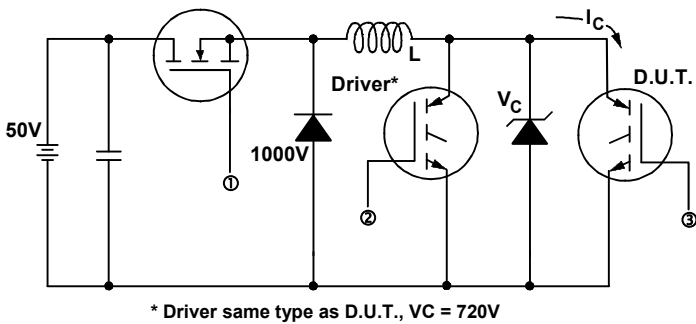 I_C
L
Driver*
V_C
D.U.T.
50V
1000V
①
②
③
* Driver same type as D.U.T., VC = 720V